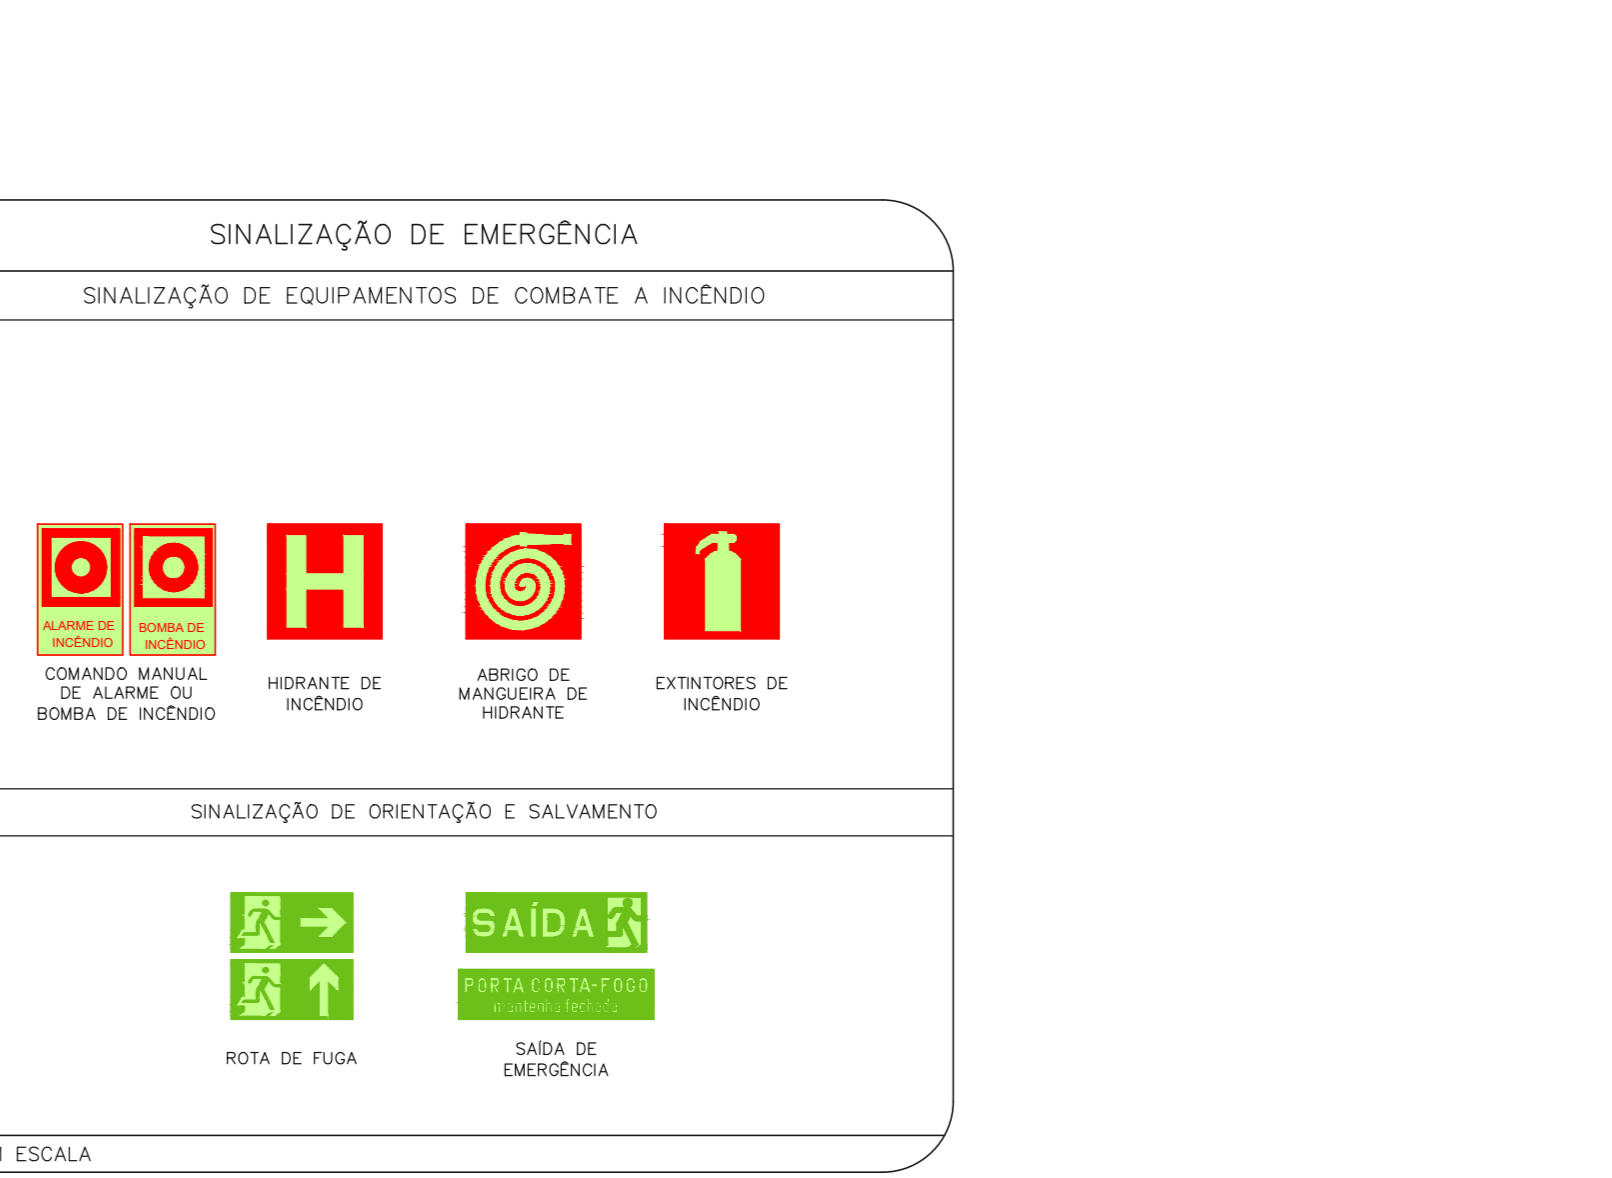 SINALIZAÇÃO DE EMERGÊNCIA
SINALIZAÇÃO DE EQUIPAMENTOS DE COMBATE A INCÊNDIO
ALARME DE
INCÊNDIO
BOMBA DE
INCÊNDIO
H
COMANDO MANUAL
DE ALARME OU
BOMBA DE INCÊNDIO
HIDRANTE DE
INCÊNDIO
ABRIGO DE
MANGUEIRA DE
HIDRANTE
EXTINTORES DE
INCÊNDIO
SINALIZAÇÃO DE ORIENTAÇÃO E SALVAMENTO
SAÍDA
PORTA CORTA-FOGO
mantenha fechada
ROTA DE FUGA
SAÍDA DE
EMERGÊNCIA
ESCALA